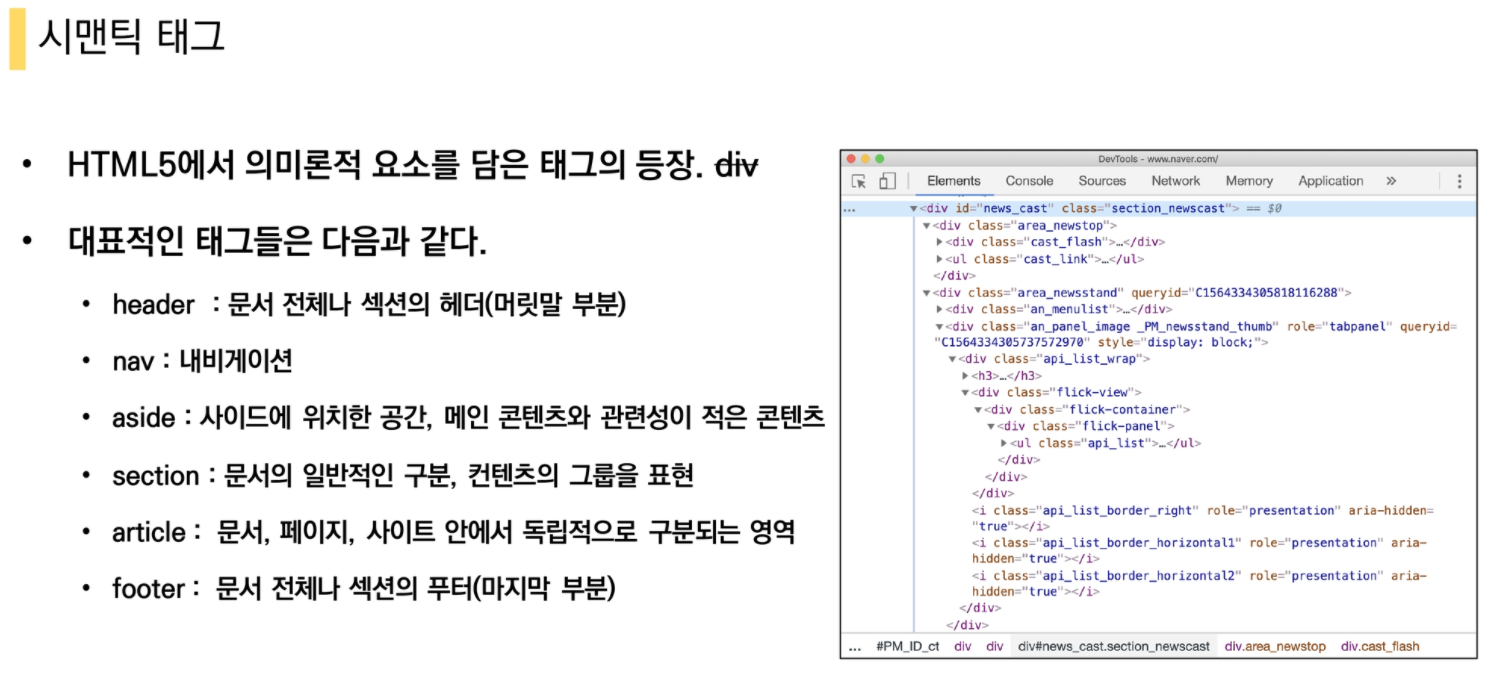 시맨틱 태그
• HTML5에서 의미론적 요소를 담은 태그의 등장. div
• 대표적인 태그들은 다음과 같다.
• header : 문서 전체나 섹션의 헤더(머릿말 부분)
• nav : 내비게이션
• aside : 사이드에 위치한 공간, 메인 콘텐츠와 관련성이 적은 콘텐츠
• section : 문서의 일반적인 구분, 컨텐츠의 그룹을 표현
• article : 문서, 페이지, 사이트 안에서 독립적으로 구분되는 영역
• footer : 문서 전체나 섹션의 푸터(마지막 부분)
DevTools - www.naver.com/
Elements Console Sources Network Memory Application »
... ▼<div id="news_cast" class="section_newscast"> == $0
▼<div class="area_newstop">
▶<div class="cast_flash">…</div>
▶<ul class="cast_link">…</ul>
</div>
▼<div class="area_newsstand" queryid="C1564334305818116288">
▶<div class="an_menulist">…</div>
▼<div class="an_panel_image _PM_newsstand_thumb" role="tabpanel" queryid=
"C1564334305737572970" style="display: block;">
▼<div class="api_list_wrap">
▶<h3>…</h3>
▼<div class="flick-view">
▼<div class="flick-container">
▼<div class="flick-panel">
▶<ul class="api_list">…</ul>
</div>
</div>
</div>
<i class="api_list_border_right" role="presentation" aria-hidden=
"true"></i>
<i class="api_list_border_horizontal1" role="presentation" aria-
hidden="true"></i>
<i class="api_list_border_horizontal2" role="presentation" aria-
hidden="true"></i>
</div>
</div>
... #PM_ID_ct div div div#news_cast.section_newscast div.area_newstop div.cast_flash